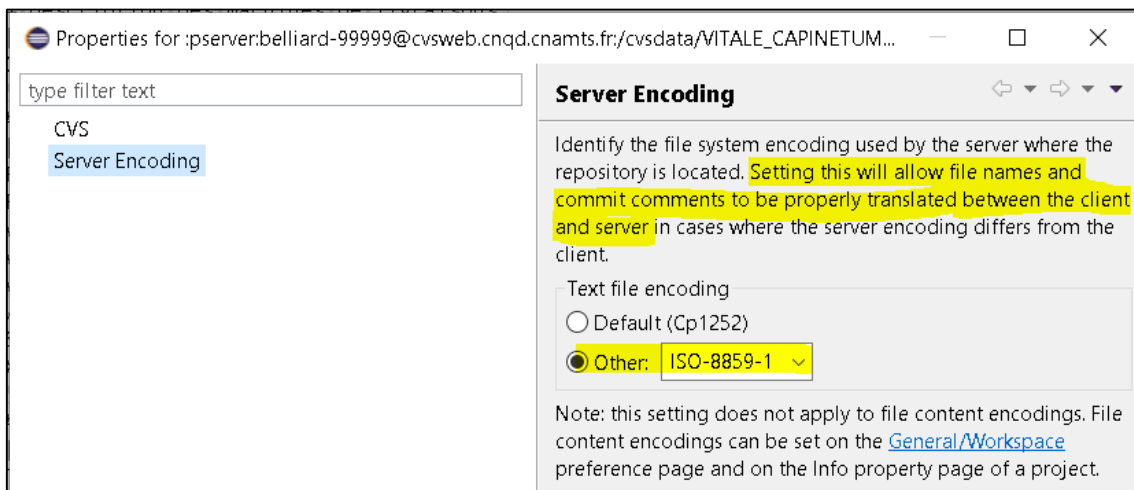 Properties for :pserver:belliard-99999@cvsweb.cnqd.cnamts.fr:/cvsdata/VITALE_CAPINETUM...
type filter text
CVS
Server Encoding
Server Encoding
Identify the file system encoding used by the server where the
repository is located. Setting this will allow file names and
commit comments to be properly translated between the client
and server in cases where the server encoding differs from the
client.
Text file encoding
Default (Cp1252)
Other: ISO-8859-1
Note: this setting does not apply to file content encodings. File
content encodings can be set on the General/Workspace
preference page and on the Info property page of a project.